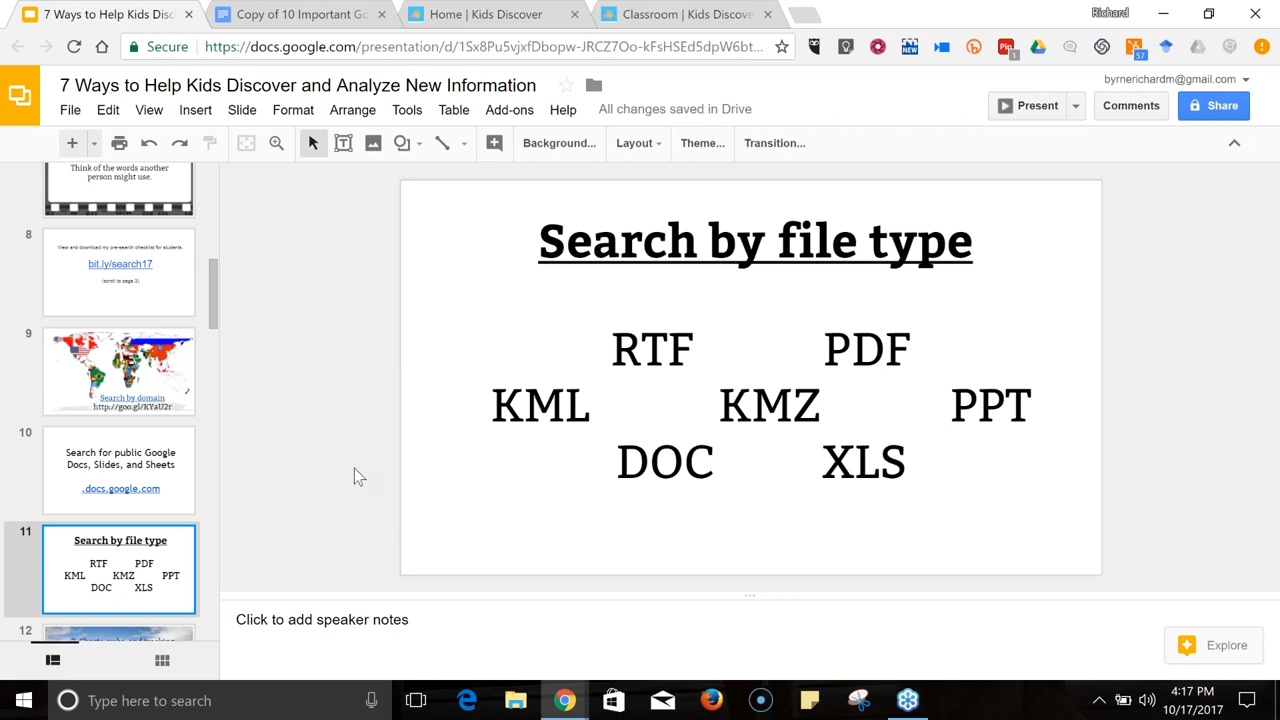 7 Ways to Help Kids Disc
Copy of 10 Important Go
Home | Kids Discover
Classroom | Kids Discove
Richard
Secure
https://docs.google.com/presentation/d/1Sx8Pu5vjxfDbopw-JRCZ7Oo-kFsHSEd5dpW6bt...
NEW
1
57
7 Ways to Help Kids Discover and Analyze New Information
byrnerichardm@gmail.com
File Edit View Insert Slide Format Arrange Tools Table Add-ons Help All changes saved in Drive
Present
Comments
Share
Background... Layout Theme... Transition...
Think of the words another
person might use.
8
View and download my pre-search checklist for students.
bit.ly/search17
(scroll to page 3)
9
Search by domain
http://goo.gl/KYaU2r
10
Search for public Google
Docs, Slides, and Sheets
.docs.google.com
11
Search by file type
RTF PDF
KML KMZ PPT
DOC XLS
12
Search by file type
RTF PDF
KML KMZ PPT
DOC XLS
Click to add speaker notes
Explore
Type here to search
4:17 PM
10/17/2017